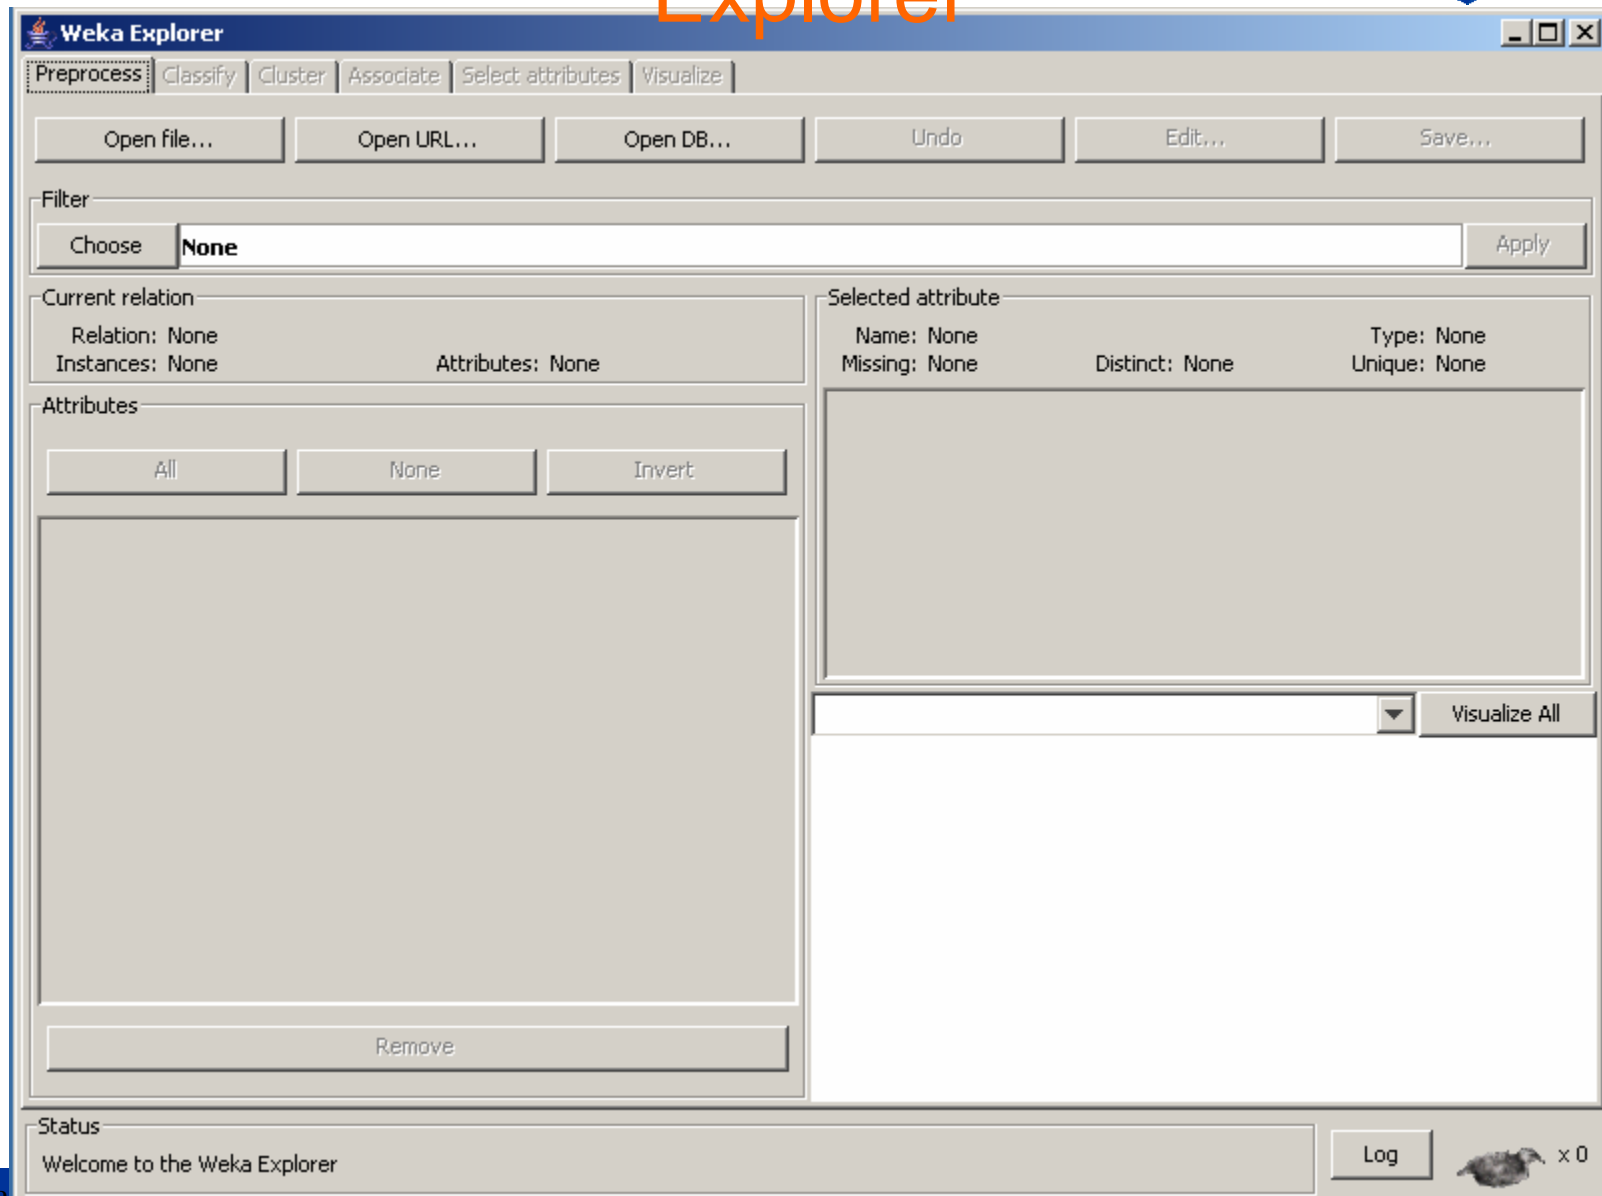 Explorer
Weka Explorer
Preprocess Classify Cluster Associate Select attributes Visualize
Open file... Open URL... Open DB... Undo Edit... Save...
Filter
Choose None Apply
Current relation
Relation: None
Instances: None Attributes: None
Selected attribute
Name: None Type: None
Missing: None Distinct: None Unique: None
Attributes
All None Invert
Visualize All
Remove
Status
Welcome to the Weka Explorer
Log x 0